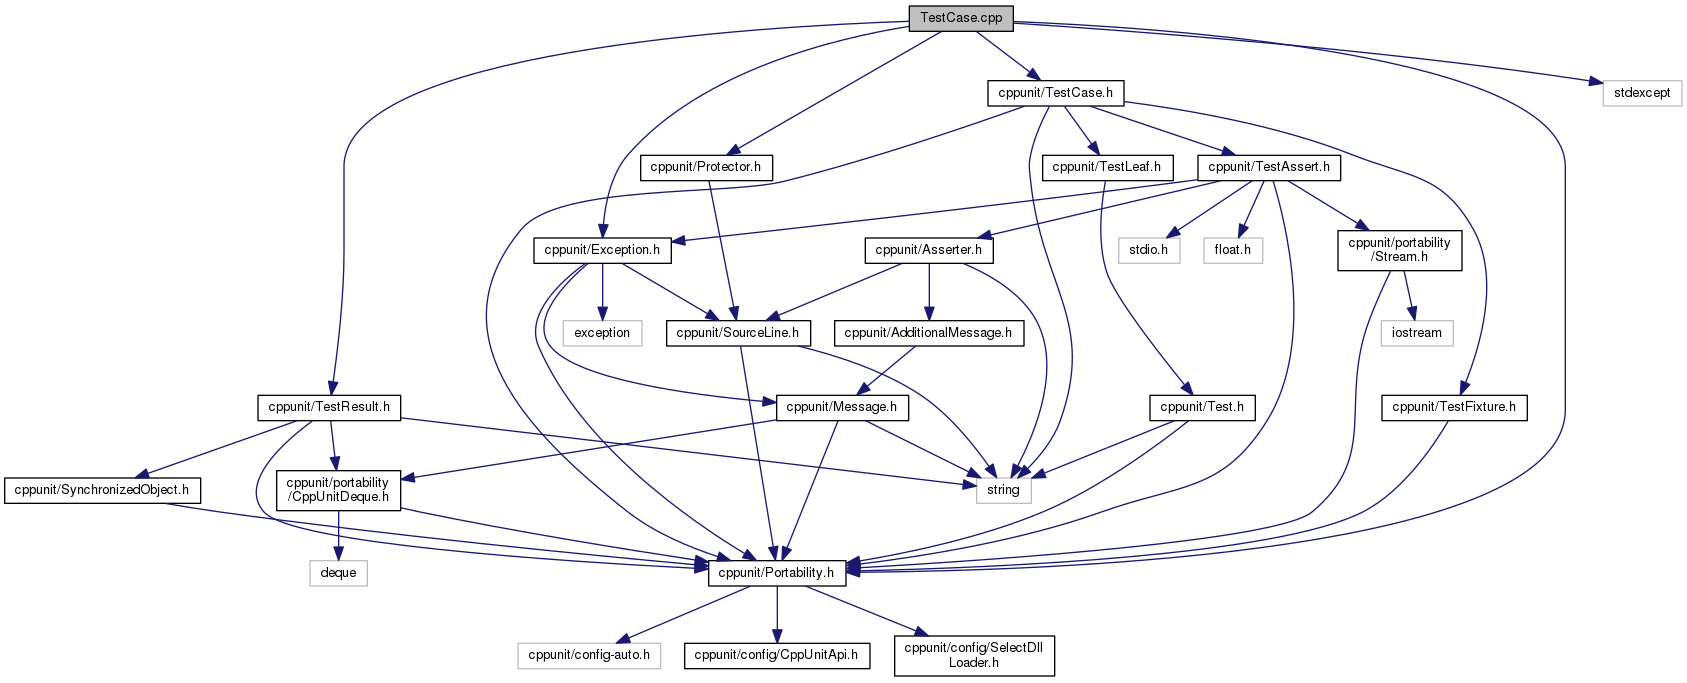 TestCase.cpp
cppunit/TestCase.h
stdexcept
cppunit/Protector.h
cppunit/TestLeaf.h
cppunit/TestAssert.h
cppunit/Exception.h
cppunit/Asserter.h
stdio.h
float.h
cppunit/portability
/Stream.h
exception
cppunit/SourceLine.h
cppunit/AdditionalMessage.h
iostream
cppunit/TestResult.h
cppunit/Message.h
cppunit/Test.h
cppunit/TestFixture.h
cppunit/SynchronizedObject.h
cppunit/portability
/CppUnitDeque.h
string
deque
cppunit/Portability.h
cppunit/config-auto.h
cppunit/config/CppUnitApi.h
cppunit/config/SelectDll
Loader.h